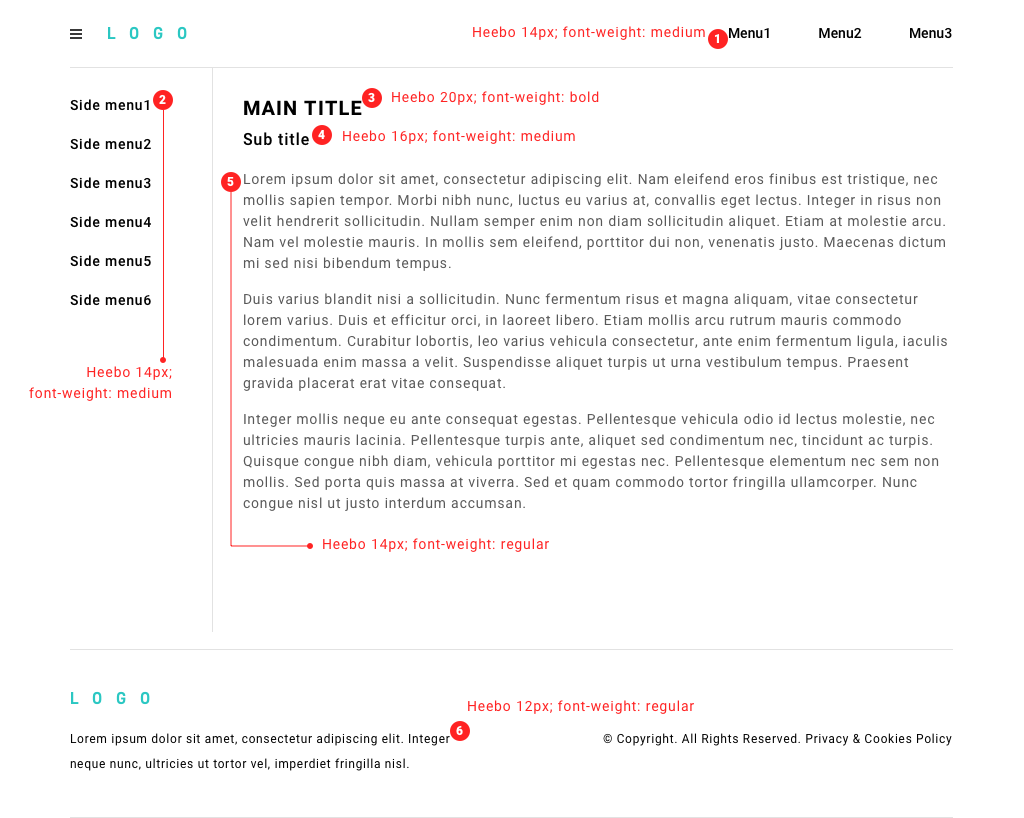 L O G O
Heebo 14px; font-weight: medium
1
Menu1
Menu2
Menu3
Side menu1
2
Side menu2
Side menu3
Side menu4
Side menu5
Side menu6
Heebo 14px;
font-weight: medium
MAIN TITLE
3
Heebo 20px; font-weight: bold
Sub title
4
Heebo 16px; font-weight: medium
5
Lorem ipsum dolor sit amet, consectetur adipiscing elit. Nam eleifend eros finibus est tristique, nec
mollis sapien tempor. Morbi nibh nunc, luctus eu varius at, convallis eget lectus. Integer in risus non
velit hendrerit sollicitudin. Nullam semper enim non diam sollicitudin aliquet. Etiam at molestie arcu.
Nam vel molestie mauris. In mollis sem eleifend, porttitor dui non, venenatis justo. Maecenas dictum
mi sed nisi bibendum tempus.
Duis varius blandit nisi a sollicitudin. Nunc fermentum risus et magna aliquam, vitae consectetur
lorem varius. Duis et efficitur orci, in laoreet libero. Etiam mollis arcu rutrum mauris commodo
condimentum. Curabitur lobortis, leo varius vehicula consectetur, ante enim fermentum ligula, iaculis
malesuada enim massa a velit. Suspendisse aliquet turpis ut urna vestibulum tempus. Praesent
gravida placerat erat vitae consequat.
Integer mollis neque eu ante consequat egestas. Pellentesque vehicula odio id lectus molestie, nec
ultricies mauris lacinia. Pellentesque turpis ante, aliquet sed condimentum nec, tincidunt ac turpis.
Quisque congue nibh diam, vehicula porttitor mi egestas nec. Pellentesque elementum nec sem non
mollis. Sed porta quis massa at viverra. Sed et quam commodo tortor fringilla ullamcorper. Nunc
congue nisl ut justo interdum accumsan.
Heebo 14px; font-weight: regular
L O G O
Heebo 12px; font-weight: regular
6
Lorem ipsum dolor sit amet, consectetur adipiscing elit. Integer
neque nunc, ultricies ut tortor vel, imperdiet fringilla nisl.
© Copyright. All Rights Reserved. Privacy & Cookies Policy